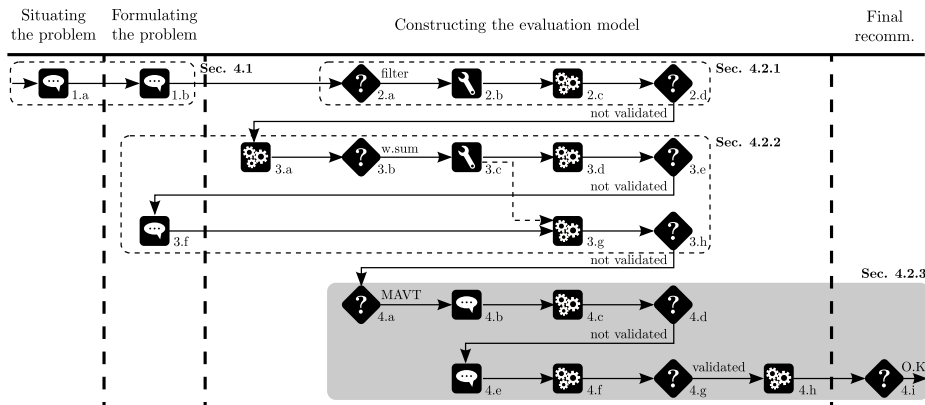 Situating the problem
Formulating the problem
Constructing the evaluation model
Final recomm.
Sec. 4.1
1.a
1.b
filter
2.a
2.b
2.c
Sec. 4.2.1
2.d
not validated
3.a
w.sum
3.b
3.c
3.d
Sec. 4.2.2
3.e
not validated
3.f
3.g
3.h
not validated
Sec. 4.2.3
MAVT
4.a
4.b
4.c
4.d
not validated
4.e
4.f
4.g
validated
4.h
O.K
4.i